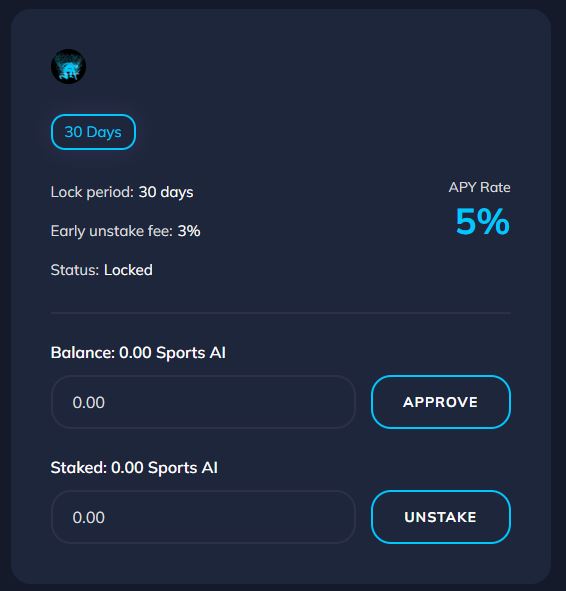 30 Days
Lock period: 30 days
APY Rate
5%
Early unstake fee: 3%
Status: Locked
Balance: 0.00 Sports AI
0.00
APPROVE
Staked: 0.00 Sports AI
0.00
UNSTAKE